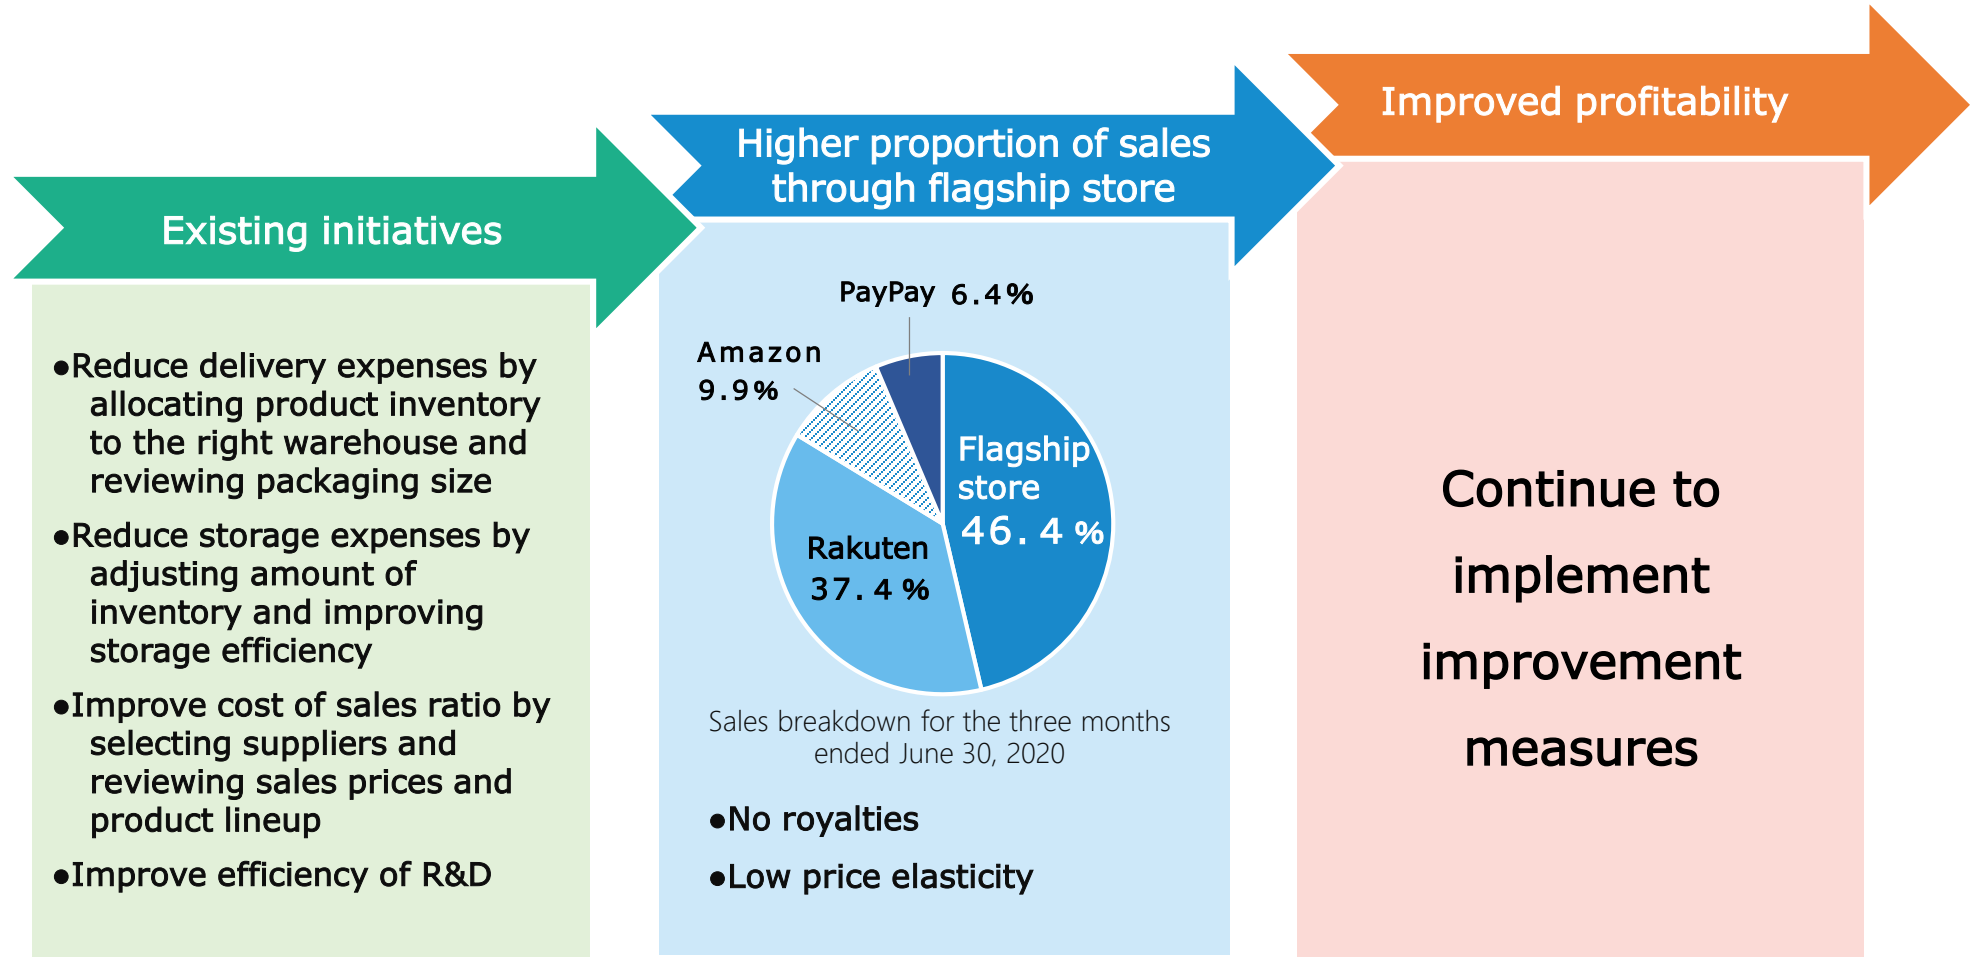 Existing initiatives
●Reduce delivery expenses by
allocating product inventory
to the right warehouse and
reviewing packaging size
●Reduce storage expenses by
adjusting amount of
inventory and improving
storage efficiency
●Improve cost of sales ratio by
selecting suppliers and
reviewing sales prices and
product lineup
●Improve efficiency of R&D
Higher proportion of sales
through flagship store
PayPay 6.4%
Amazon
9.9%
Flagship
store
46.4%
Rakuten
37.4%
Sales breakdown for the three months
ended June 30, 2020
●No royalties
●Low price elasticity
Improved profitability
Continue to
implement
improvement
measures